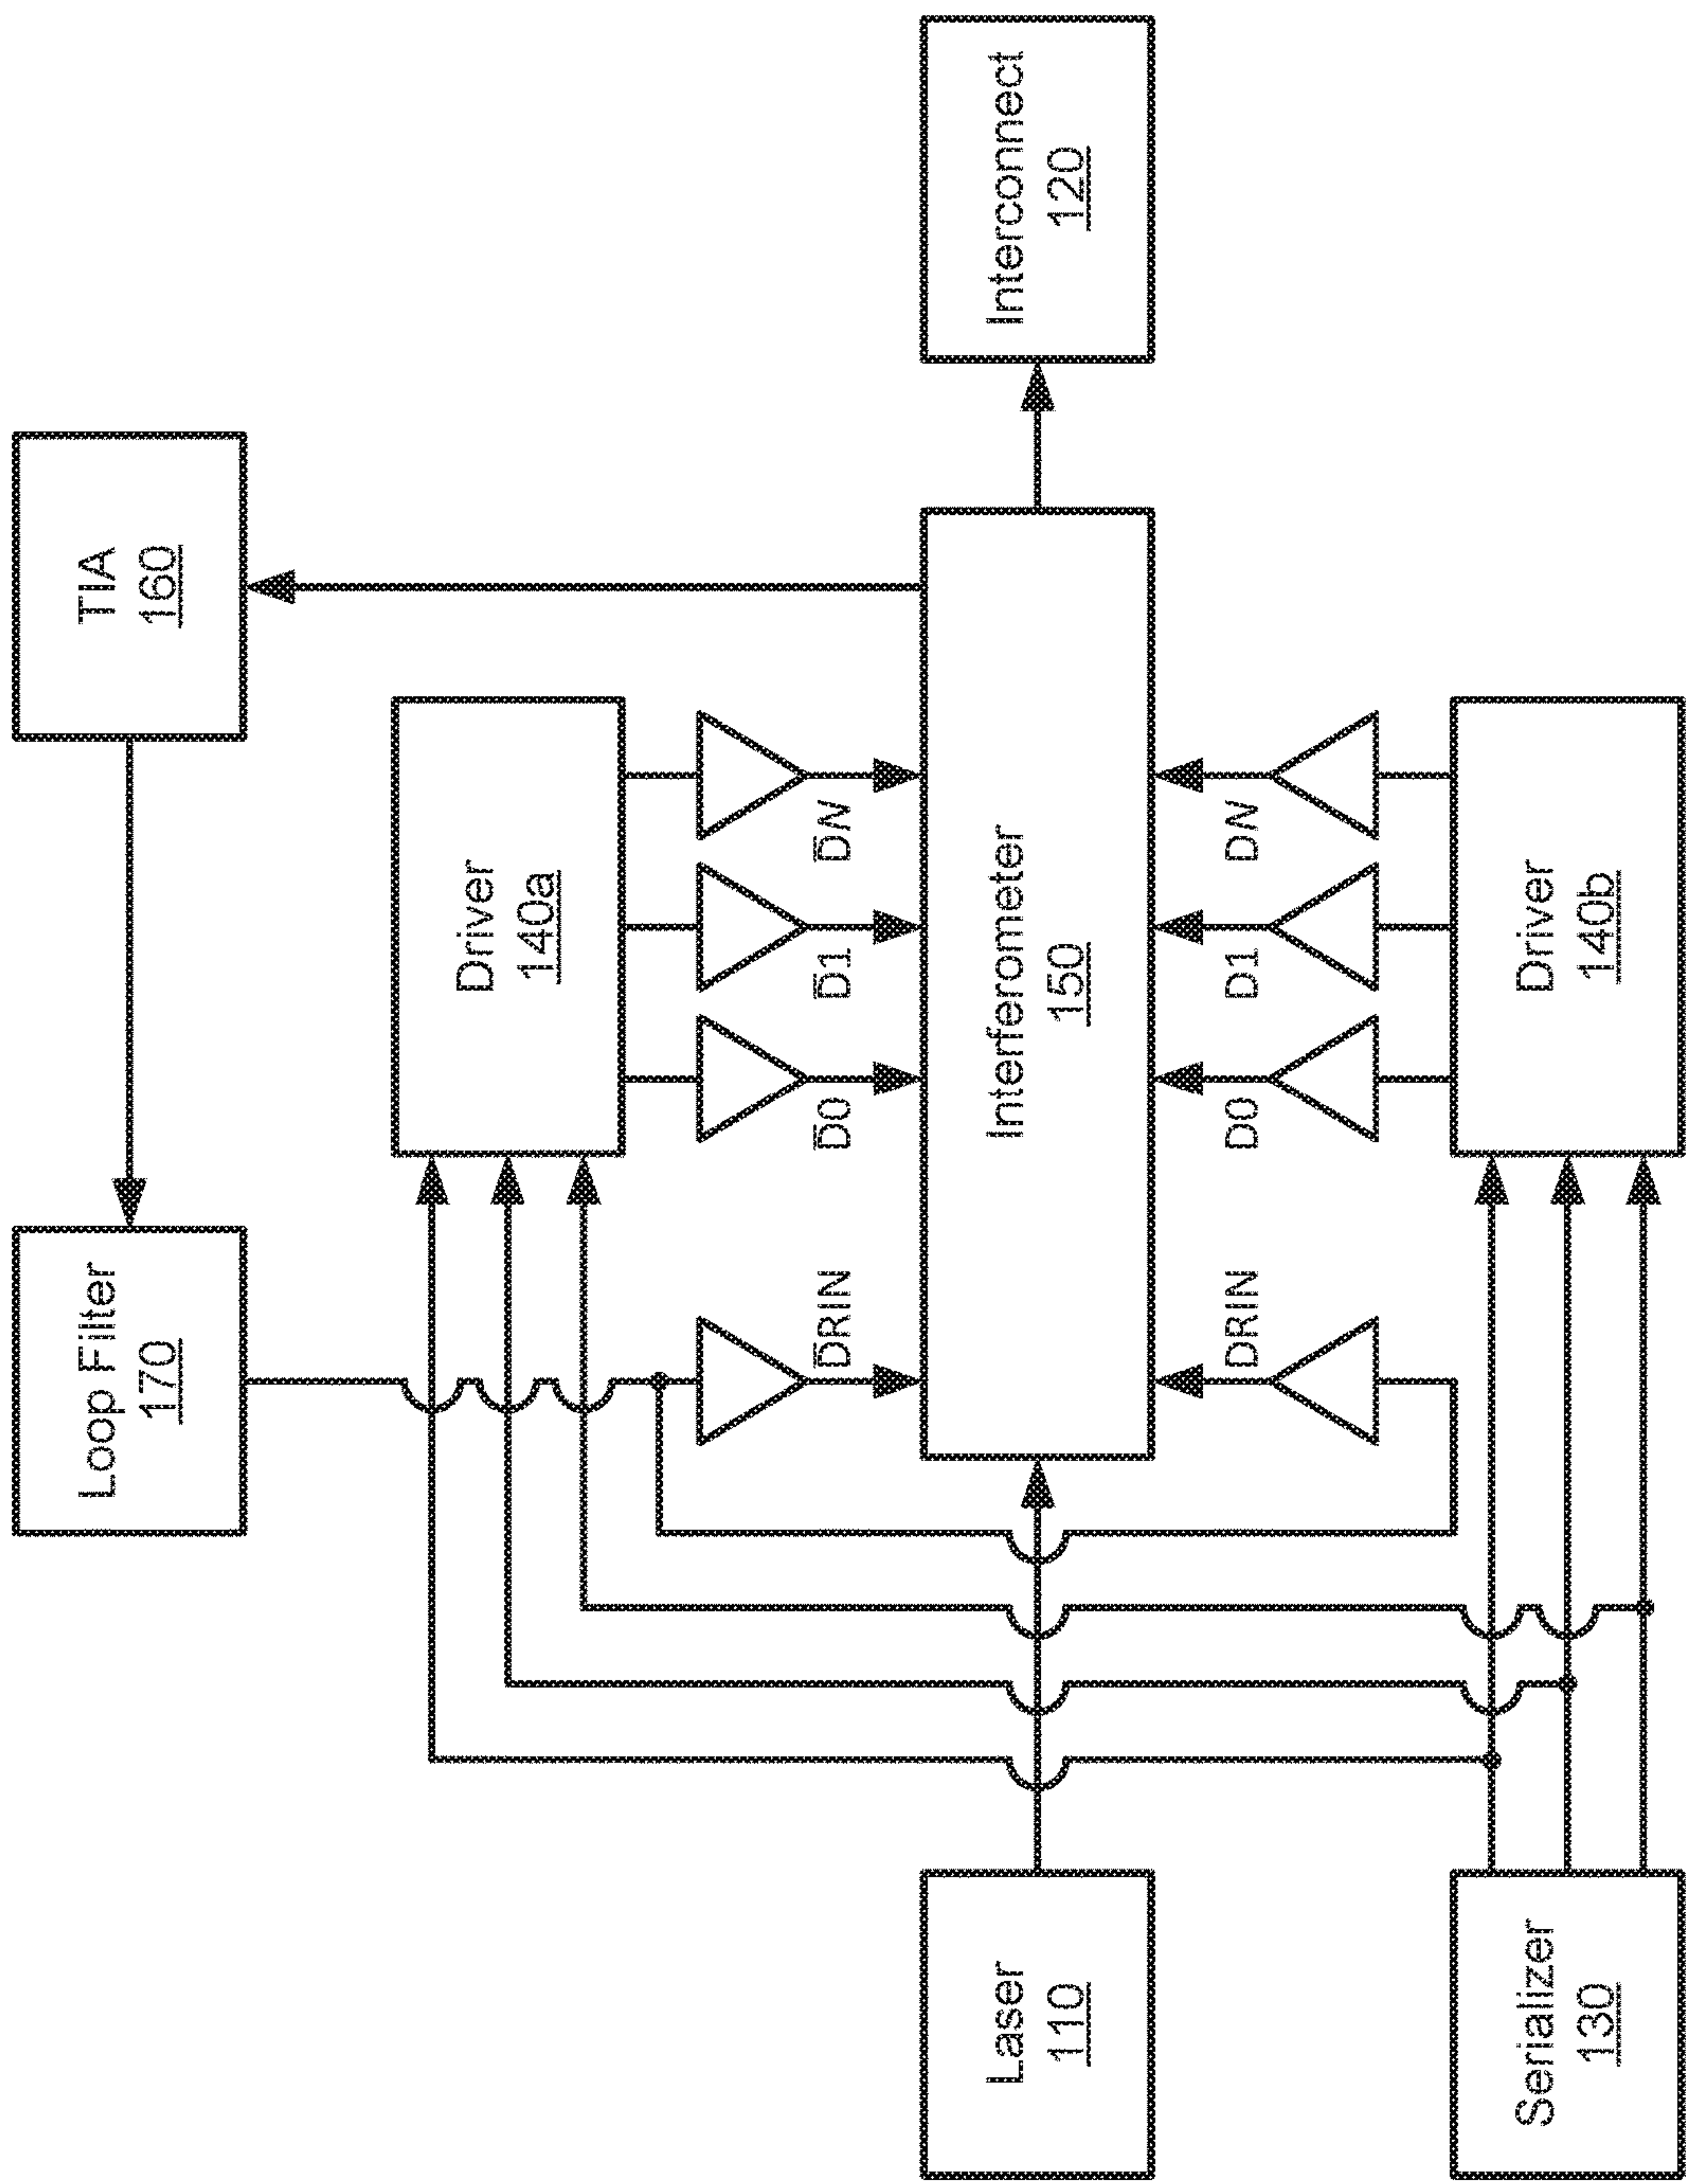 Loop Filter
170
TIA
160
Driver
140a
D̅RIN
D̅0
D̅1
D̅N
Laser
110
Interferometer
150
Interconnect
120
DRIN
D0
D1
DN
Serializer
130
Driver
140b